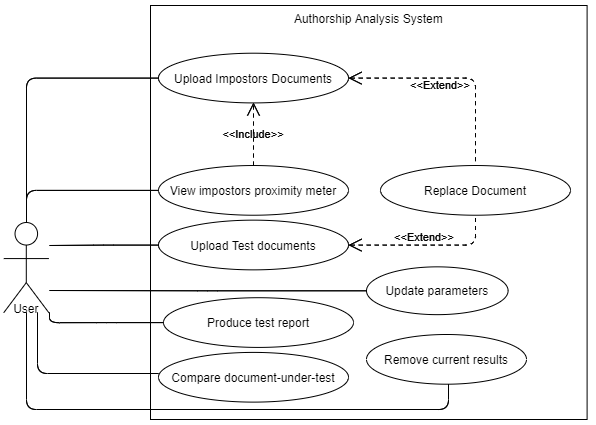 Authorship Analysis System
Upload Impostors Documents
<<Extend>>
<<Include>>
View impostors proximity meter
Replace Document
Upload Test documents
<<Extend>>
Update parameters
User
Produce test report
Remove current results
Compare document-under-test